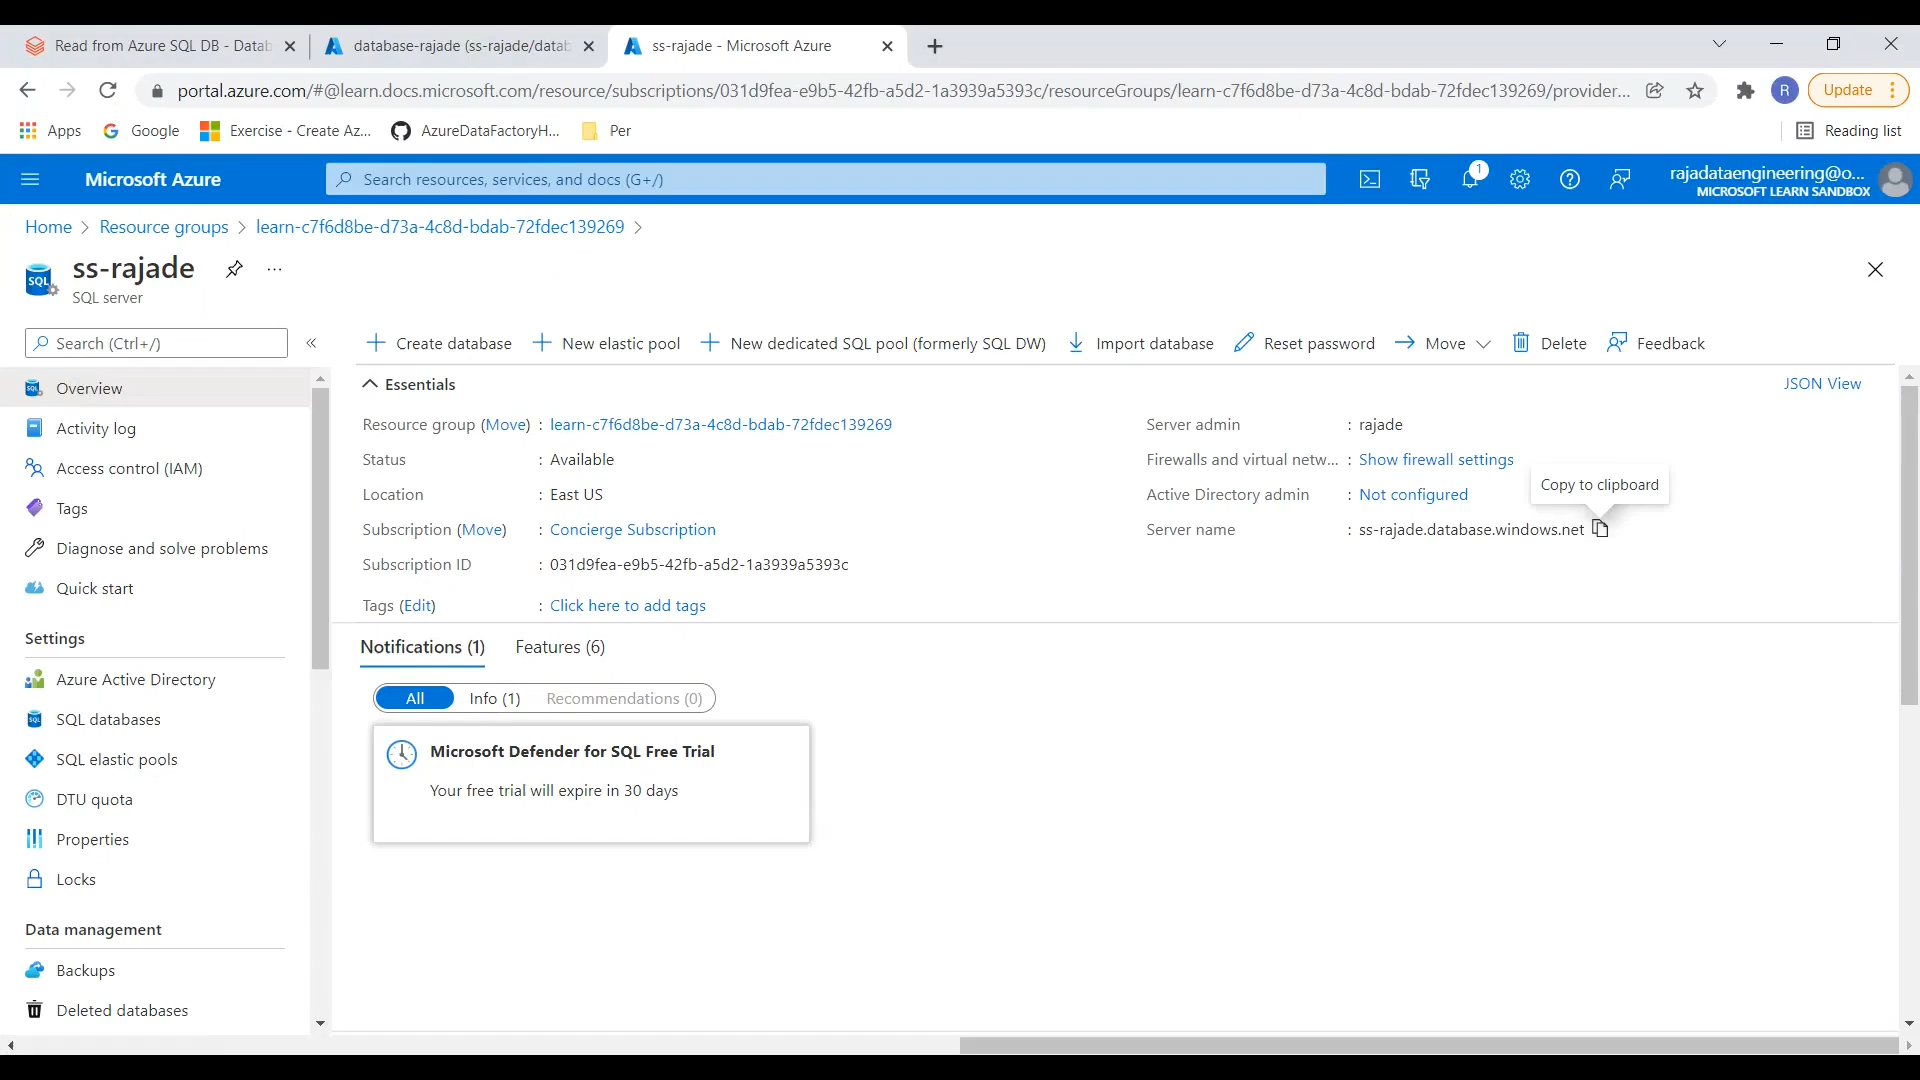 Read from Azure SQL DB - Datab
database-rajade (ss-rajade/datab
ss-rajade - Microsoft Azure
portal.azure.com/#@learn.docs.microsoft.com/resource/subscriptions/031d9fea-e9b5-42fb-a5d2-1a3939a5393c/resourceGroups/learn-c7f6d8be-d73a-4c8d-bdab-72fdec139269/provider...
R
Update
Apps
Google
Exercise - Create Az...
AzureDataFactoryH...
Per
Reading list
Microsoft Azure
Search resources, services, and docs (G+/)
1
rajadataengineering@o...
MICROSOFT LEARN SANDBOX
Home > Resource groups > learn-c7f6d8be-d73a-4c8d-bdab-72fdec139269 >
SQL
ss-rajade
...
SQL server
Search (Ctrl+/)
«
Create database
New elastic pool
New dedicated SQL pool (formerly SQL DW)
Import database
Reset password
Move
Delete
Feedback
Overview
Activity log
Access control (IAM)
Tags
Diagnose and solve problems
Quick start
Settings
Azure Active Directory
SQL databases
SQL elastic pools
DTU quota
Properties
Locks
Data management
Backups
Deleted databases
Essentials
JSON View
Resource group (Move) : learn-c7f6d8be-d73a-4c8d-bdab-72fdec139269
Status : Available
Location : East US
Subscription (Move) : Concierge Subscription
Subscription ID : 031d9fea-e9b5-42fb-a5d2-1a3939a5393c
Tags (Edit) : Click here to add tags
Server admin : rajade
Firewalls and virtual netw... : Show firewall settings
Active Directory admin : Not configured
Copy to clipboard
Server name : ss-rajade.database.windows.net
Notifications (1)
Features (6)
All
Info (1)
Recommendations (0)
Microsoft Defender for SQL Free Trial
Your free trial will expire in 30 days